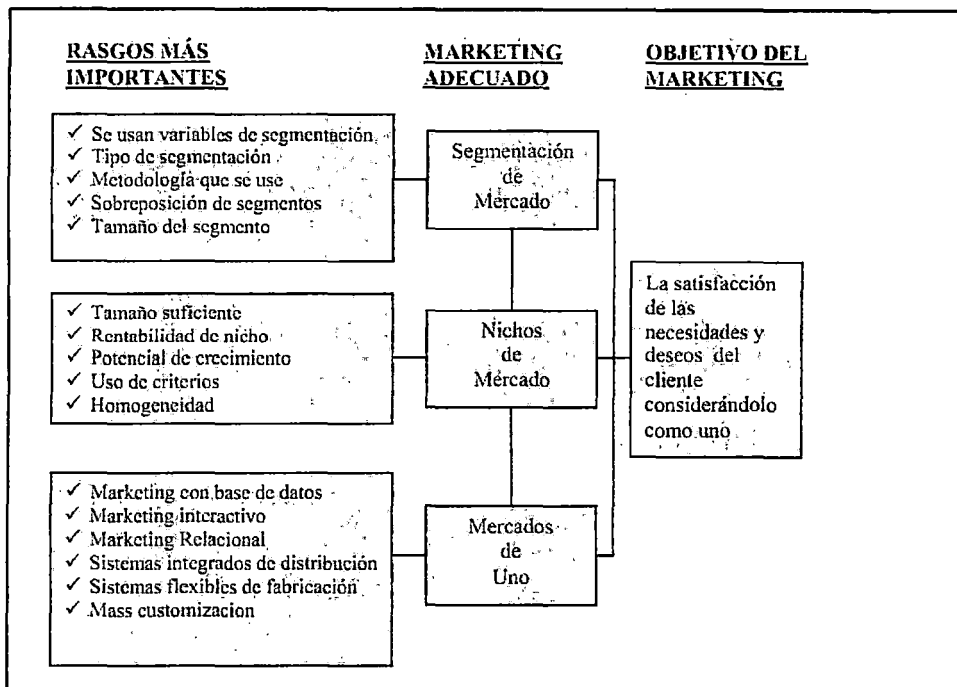 RASGOS MÁS
IMPORTANTES
MARKETING
ADECUADO
OBJETIVO DEL
MARKETING
✓ Se usan variables de segmentación
✓ Tipo de segmentación
✓ Metodología que se use
✓ Sobreposición de segmentos
✓ Tamaño del segmento
Segmentación
de
Mercado
✓ Tamaño suficiente
✓ Rentabilidad de nicho
✓ Potencial de crecimiento
✓ Uso de criterios
✓ Homogeneidad
Nichos
de
Mercado
La satisfacción
de las
necesidades y
deseos del
cliente
considerándolo
como uno
✓ Marketing con base de datos
✓ Marketing interactivo
✓ Marketing Relacional
✓ Sistemas integrados de distribución
✓ Sistemas flexibles de fabricación
✓ Mass customizacion
Mercados
de
Uno